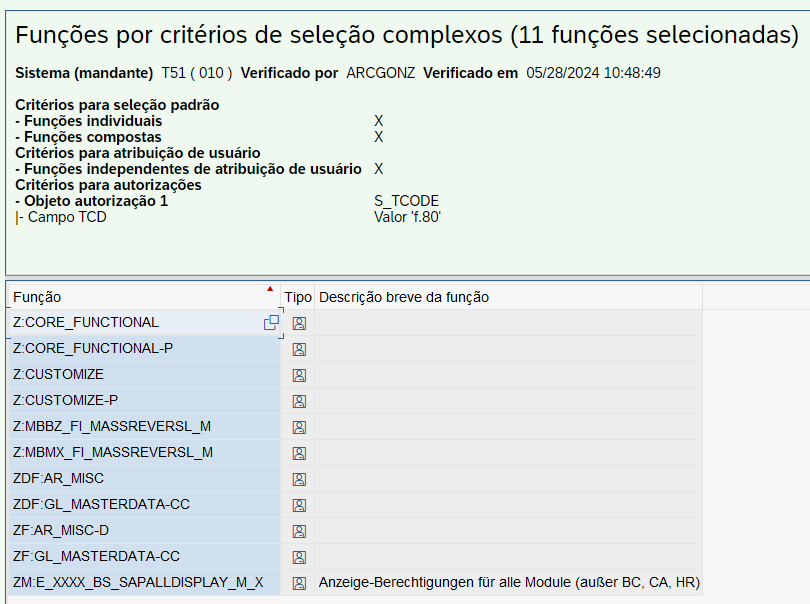 Funções por critérios de seleção complexos (11 funções selecionadas)
Sistema (mandante) T51 ( 010 ) Verificado por ARCGONZ Verificado em 05/28/2024 10:48:49
Critérios para seleção padrão
- Funções individuais X
- Funções compostas X
Critérios para atribuição de usuário
- Funções independentes de atribuição de usuário X
Critérios para autorizações
- Objeto autorização 1 S_TCODE
|- Campo TCD Valor 'f.80'
Função Tipo Descrição breve da função
Z:CORE_FUNCTIONAL
Z:CORE_FUNCTIONAL-P
Z:CUSTOMIZE
Z:CUSTOMIZE-P
Z:MBBZ_FI_MASSREVERSL_M
Z:MBMX_FI_MASSREVERSL_M
ZDF:AR_MISC
ZDF:GL_MASTERDATA-CC
ZF:AR_MISC-D
ZF:GL_MASTERDATA-CC
ZM:E_XXXX_BS_SAPALLDISPLAY_M_X Anzeige-Berechtigungen für alle Module (außer BC, CA, HR)